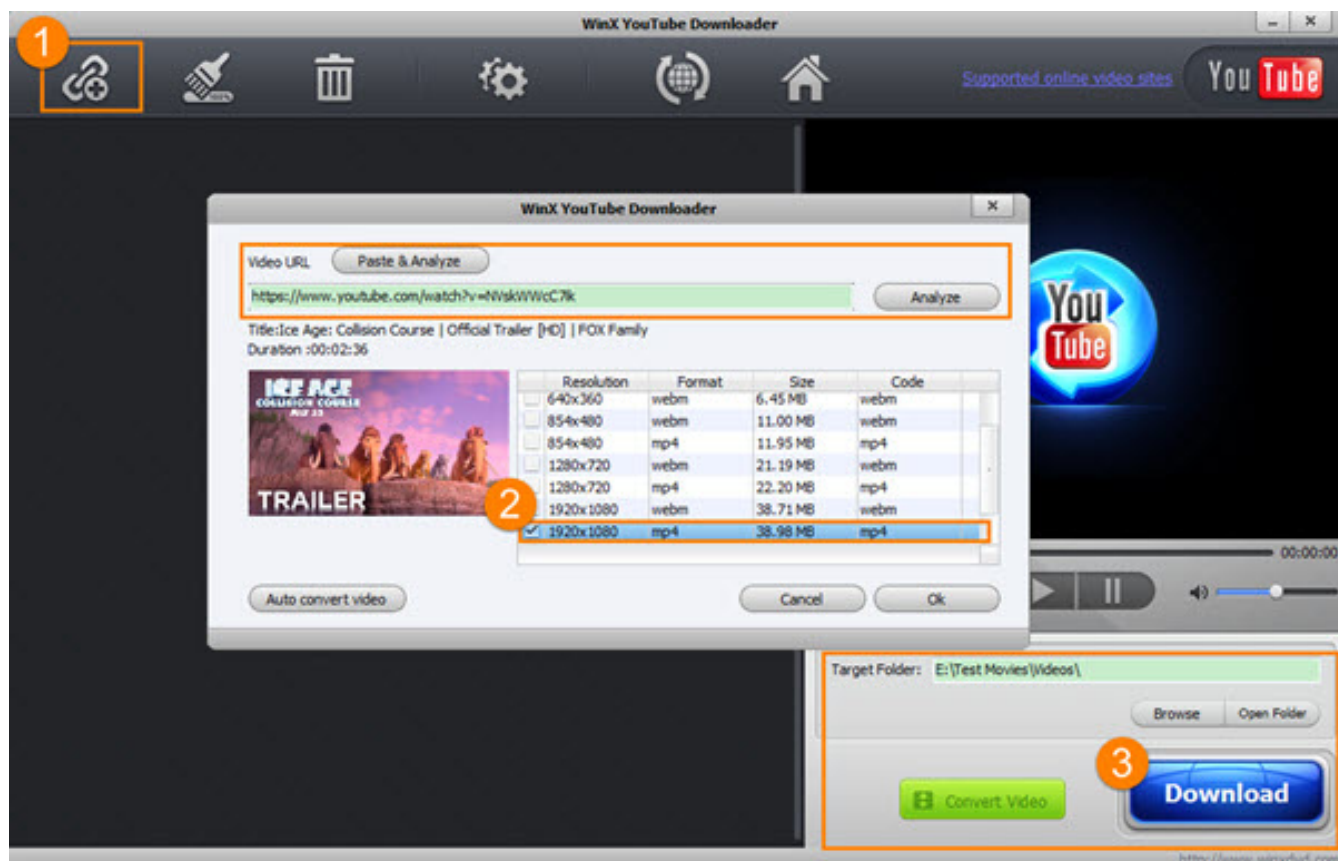 WinX YouTube Downloader
1
100%
Supported online video sites
You Tube
WinX YouTube Downloader
Video URL Paste & Analyze
https://www.youtube.com/watch?v=NVskWWcC7lk Analyze
Title:Ice Age: Collision Course | Official Trailer [HD] | FOX Family
Duration :00:02:36
ICE AGE
COLLISION COURSE
TRAILER
Resolution Format Size Code
640x360 webm 6.45 MB webm
854x480 webm 11.00 MB webm
854x480 mp4 11.95 MB mp4
1280x720 webm 21.19 MB webm
1280x720 mp4 22.20 MB mp4
2
1920x1080 webm 38.71 MB webm
1920x1080 mp4 38.98 MB mp4
Auto convert video Cancel Ok
You
Tube
00:00:00
Target Folder: E:\Test Movies\Videos\
Browse Open Folder
3
Convert Video Download